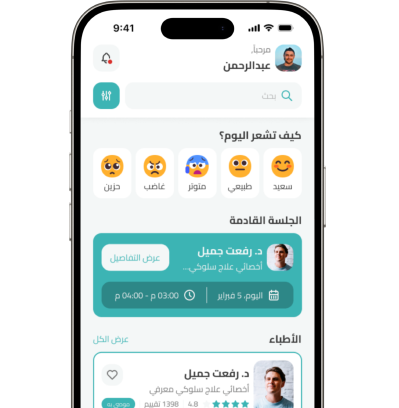 9:41
مرحباً,
عبدالرحمن
بحث
كيف تشعر اليوم؟
سعيد
طبيعي
متوتر
غاضب
حزين
الجلسة القادمة
د. رفعت جميل
أخصائي علاج سلوكي...
عرض التفاصيل
اليوم، 5 فبراير
03:00 م - 04:00 م
الأطباء
عرض الكل
د. رفعت جميل
أخصائي علاج سلوكي معرفي
4.8
1398 تقييم